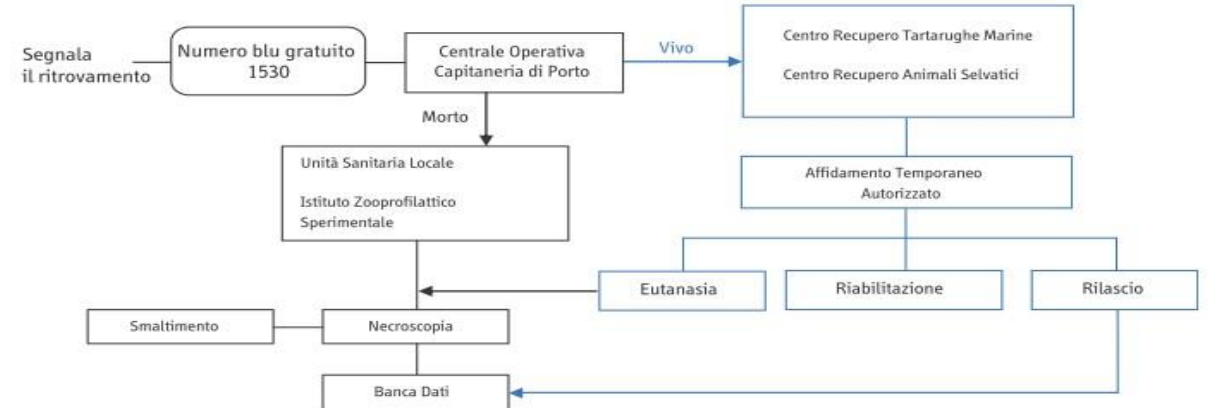 Segnala
il ritrovamento
Numero blu gratuito
1530
Centrale Operativa
Capitaneria di Porto
Vivo
Centro Recupero Tartarughe Marine
Centro Recupero Animali Selvatici
Morto
Unità Sanitaria Locale
Istituto Zooprofilattico
Sperimentale
Affidamento Temporaneo
Autorizzato
Eutanasia
Riabilitazione
Rilascio
Smaltimento
Necroscopia
Banca Dati